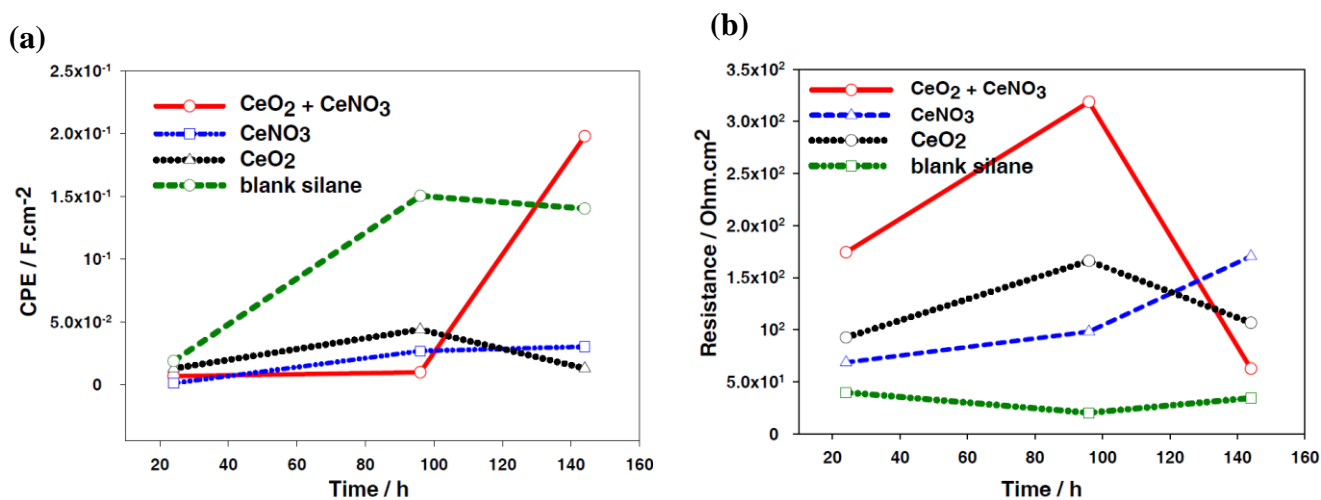 (a)
CPE / F.cm-²
2.5x10⁻¹
2.0x10⁻¹
1.5x10⁻¹
10⁻¹
5.0x10⁻²
0
CeO₂ + CeNO₃
CeNO₃
CeO₂
blank silane
20 40 60 80 100 120 140 160
Time / h
(b)
Resistance / Ohm.cm²
3.5x10²
3.0x10²
2.5x10²
2.0x10²
1.5x10²
10²
5.0x10¹
0
CeO₂ + CeNO₃
CeNO₃
CeO₂
blank silane
20 40 60 80 100 120 140 160
Time / h